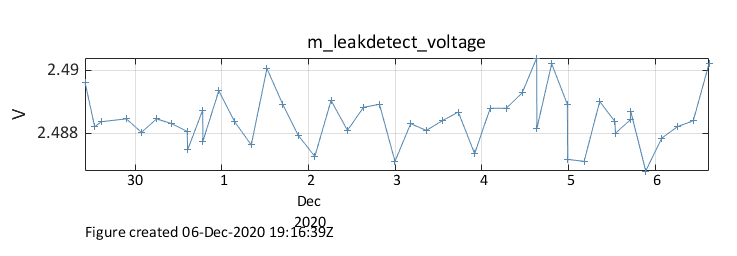 m_leakdetect_voltage
2.49
V
2.488
30 1 2 3 4 5 6
Dec
2020
Figure created 06-Dec-2020 19:16:39Z